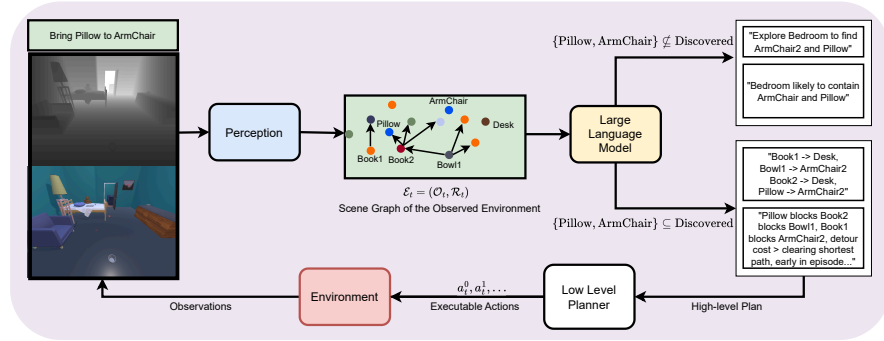 Bring Pillow to ArmChair
Perception
ArmChair
Pillow
Desk
Book1
Book2
Bowl1
$\mathcal{E}_t = (\mathcal{O}_t, \mathcal{R}_t)$
Scene Graph of the Observed Environment
Large
Language
Model
{Pillow, ArmChair} ⊈ Discovered
"Explore Bedroom to find
ArmChair2 and Pillow"
"Bedroom likely to contain
ArmChair and Pillow"
{Pillow, ArmChair} ⊆ Discovered
"Book1 -> Desk,
Bowl1 -> ArmChair2
Book2 -> Desk,
Pillow -> ArmChair2"
"Pillow blocks Book2
blocks Bowl1, Book1
blocks ArmChair2, detour
cost > clearing shortest
path, early in episode..."
High-level Plan
Low Level
Planner
$a_t^0, a_t^1, \ldots$
Executable Actions
Environment
Observations